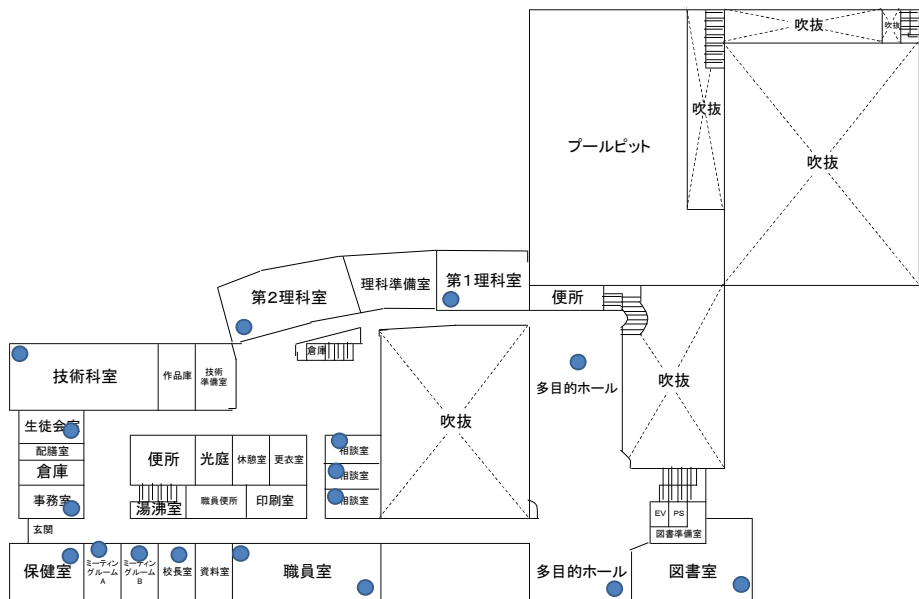 吹抜
吹抜
吹抜
プールピット
吹抜
第2理科室
理科準備室
第1理科室
便所
倉庫
技術科室
作品庫
技術
準備室
多目的ホール
吹抜
吹抜
生徒会室
配膳室
倉庫
事務室
便所
光庭
休憩室
更衣室
相談室
相談室
相談室
湯沸室
職員便所
印刷室
EV
PS
図書準備室
玄関
保健室
ミーティン
グルーム
A
ミーティン
グルーム
B
校長室
資料室
職員室
多目的ホール
図書室